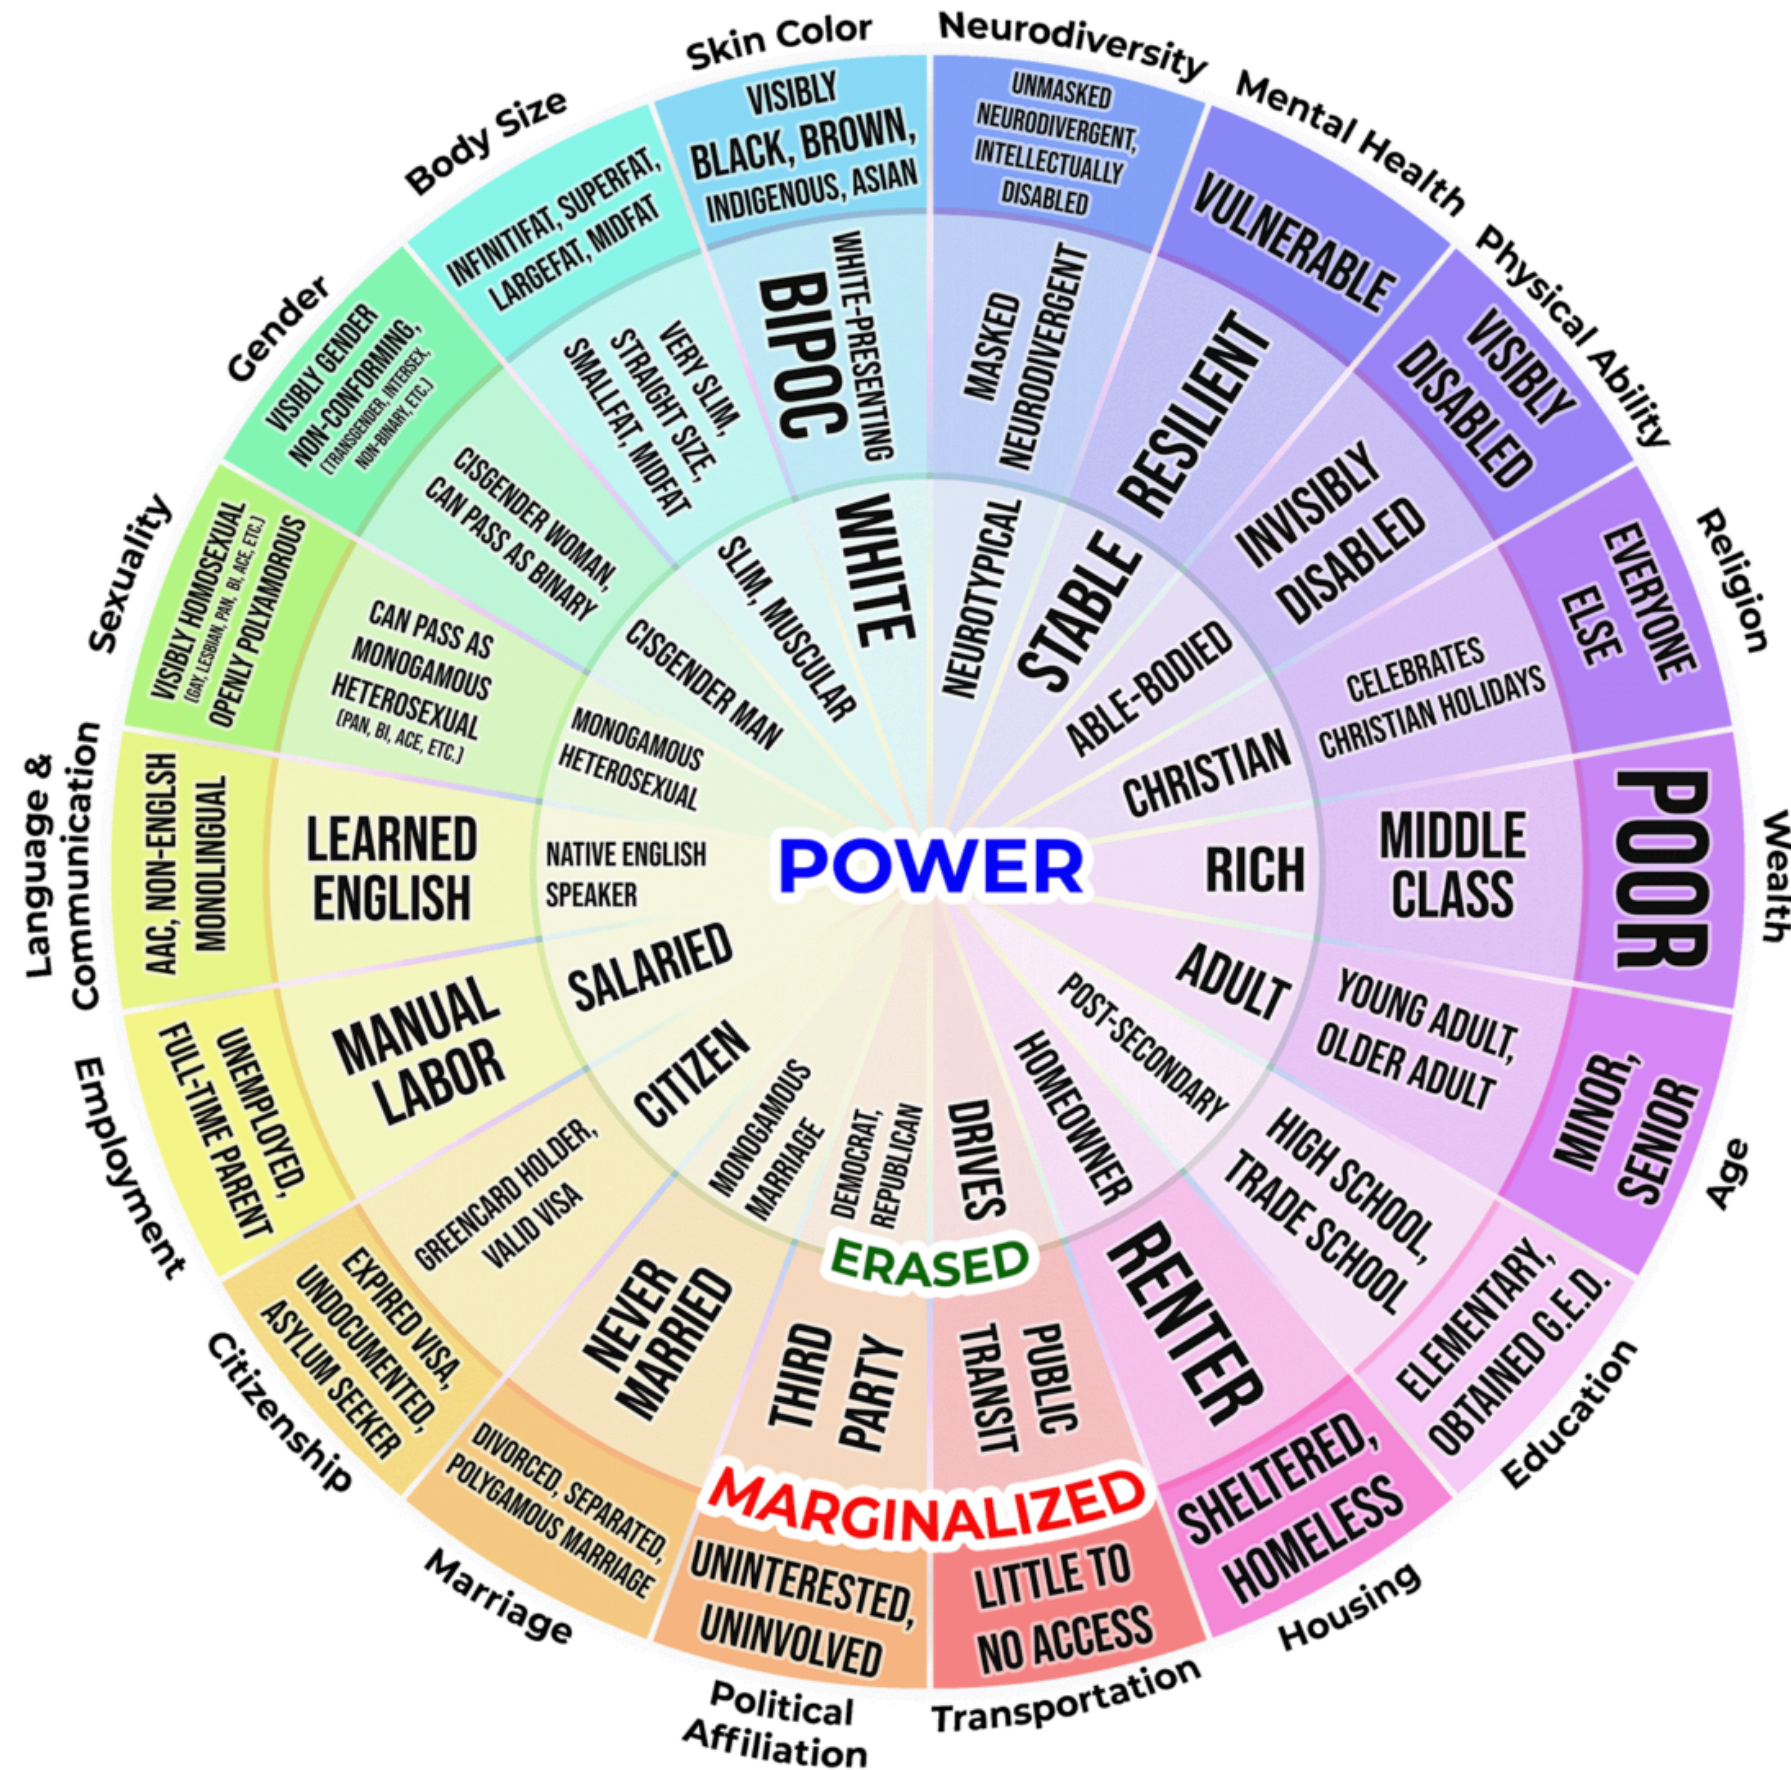 Skin Color
VISIBLY
BLACK, BROWN,
INDIGENOUS, ASIAN
WHITE-PRESENTING
BIPOC
WHITE
Neurodiversity
UNMASKED
NEURODIVERGENT,
INTELLECTUALLY
DISABLED
MASKED
NEURODIVERGENT
NEUROTYPICAL
Mental Health
VULNERABLE
RESILIENT
STABLE
Physical Ability
VISIBLY
DISABLED
INVISIBLY
DISABLED
ABLE-BODIED
Religion
EVERYONE
ELSE
CELEBRATES
CHRISTIAN HOLIDAYS
CHRISTIAN
Wealth
POOR
MIDDLE
CLASS
RICH
Age
MINOR,
SENIOR
YOUNG ADULT,
OLDER ADULT
ADULT
Education
ELEMENTARY,
OBTAINED G.E.D.
HIGH SCHOOL,
TRADE SCHOOL
POST-SECONDARY
Housing
SHELTERED,
HOMELESS
RENTER
HOMEOWNER
Transportation
LITTLE TO
NO ACCESS
PUBLIC
TRANSIT
DRIVES
Political
Affiliation
UNINTERESTED,
UNINVOLVED
THIRD
PARTY
DEMOCRAT,
REPUBLICAN
Marriage
DIVORCED, SEPARATED,
POLYGAMOUS MARRIAGE
NEVER
MARRIED
MONOGAMOUS
MARRIAGE
Citizenship
EXPIRED VISA,
UNDOCUMENTED,
ASYLUM SEEKER
GREENCARD HOLDER,
VALID VISA
CITIZEN
Employment
UNEMPLOYED,
FULL-TIME PARENT
MANUAL
LABOR
SALARIED
Language &
Communication
AAC, NON-ENGLSH
MONOLINGUAL
LEARNED
ENGLISH
NATIVE ENGLISH
SPEAKER
Sexuality
VISIBLY HOMOSEXUAL
(GAY, LESBIAN, PAN, BI, ACE, ETC.)
OPENLY POLYAMOROUS
CAN PASS AS
MONOGAMOUS
HETEROSEXUAL
(PAN, BI, ACE, ETC.)
MONOGAMOUS
HETEROSEXUAL
Gender
VISIBLY GENDER
NON-CONFORMING,
(TRANSGENDER, INTERSEX,
NON-BINARY, ETC.)
CISGENDER WOMAN,
CAN PASS AS BINARY
CISGENDER MAN
Body Size
INFINITIFAT, SUPERFAT,
LARGEFAT, MIDFAT
VERY SLIM,
STRAIGHT SIZE,
SMALLFAT, MIDFAT
SLIM, MUSCULAR
POWER
ERASED
MARGINALIZED